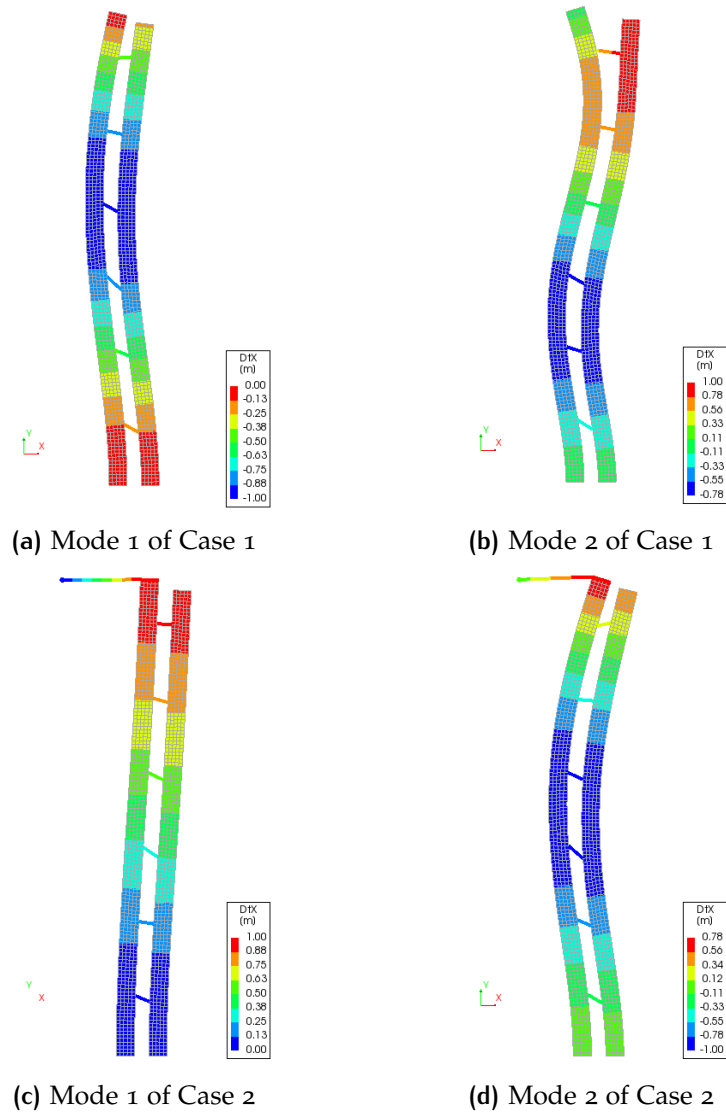 DtX
(m)
0.00
-0.13
-0.25
-0.38
-0.50
-0.63
-0.75
-0.88
-1.00
Y
X
(a) Mode 1 of Case 1
DtX
(m)
1.00
0.78
0.56
0.33
0.11
-0.11
-0.33
-0.55
-0.78
Y
X
(b) Mode 2 of Case 1
DtX
(m)
1.00
0.88
0.75
0.63
0.50
0.38
0.25
0.13
0.00
Y
X
(c) Mode 1 of Case 2
DtX
(m)
0.78
0.56
0.34
0.12
-0.11
-0.33
-0.55
-0.78
-1.00
Y
X
(d) Mode 2 of Case 2